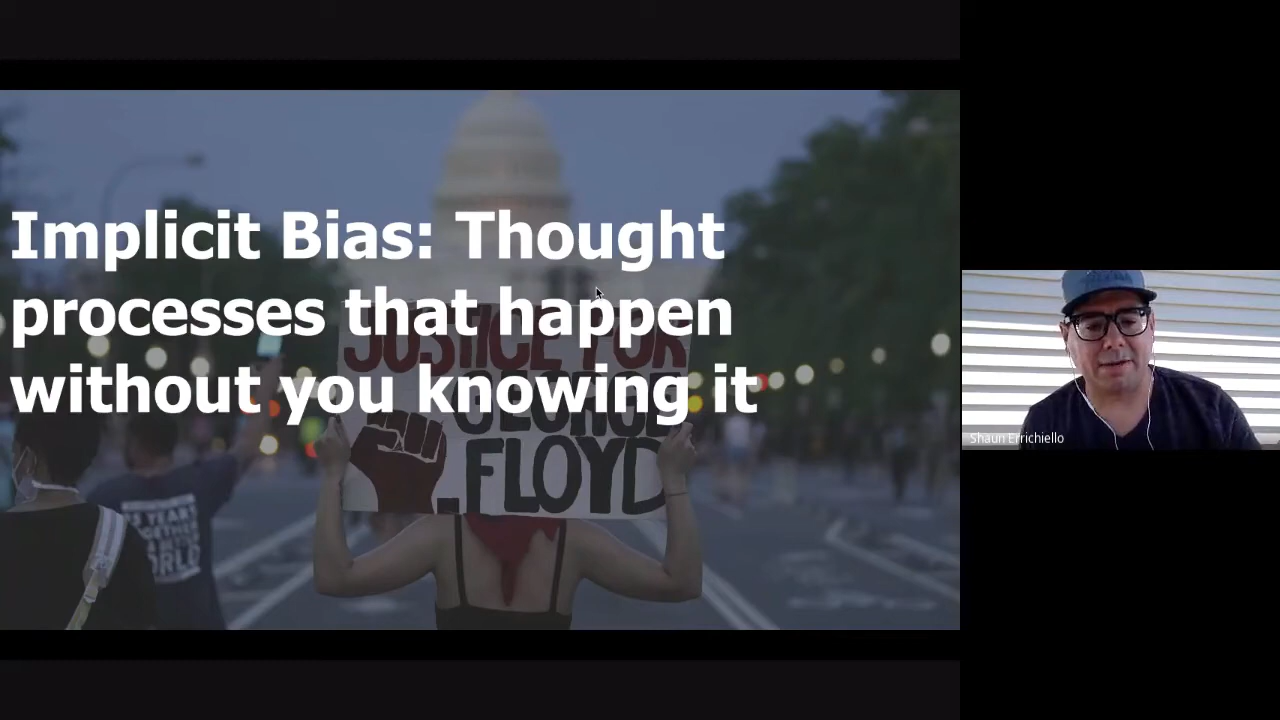 Implicit Bias: Thought
processes that happen
without you knowing it
JUSTICE FOR
GEORGE
FLOYD
Shaun Errichiello